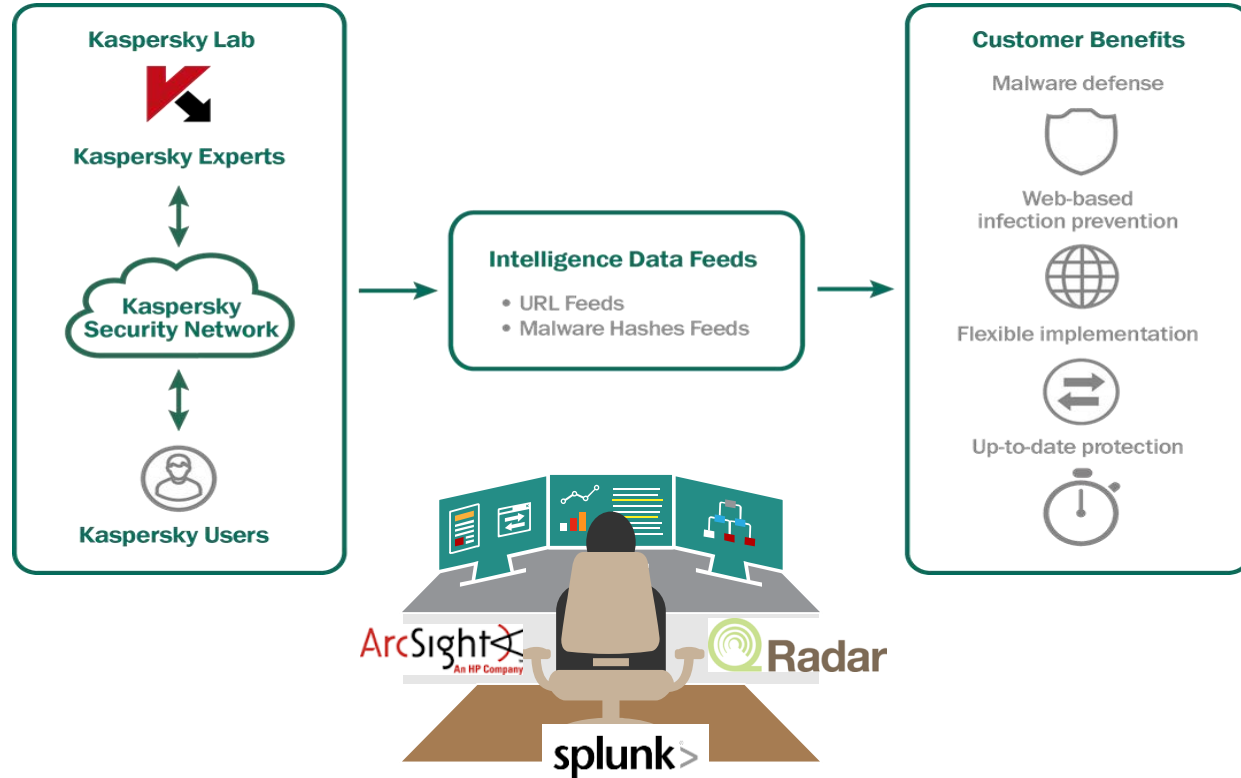 Kaspersky Lab
Kaspersky Experts
Kaspersky
Security Network
Kaspersky Users
Intelligence Data Feeds
• URL Feeds
• Malware Hashes Feeds
ArcSight
An HP Company
QRadar
splunk>
Customer Benefits
Malware defense
Web-based
infection prevention
Flexible implementation
Up-to-date protection